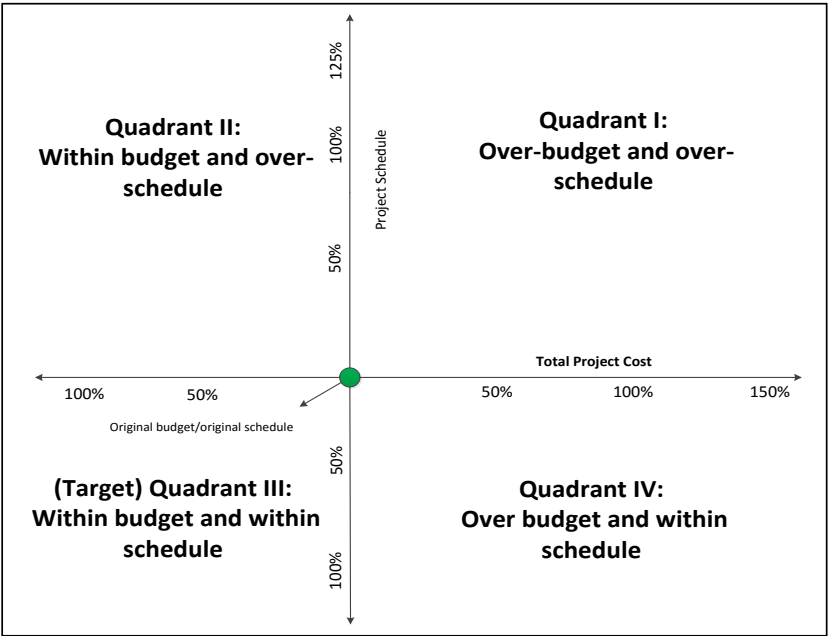 125%
Quadrant II:
Within budget and over-
schedule
100%
Project Schedule
Quadrant I:
Over-budget and over-
schedule
50%
Total Project Cost
100%
50%
50%
100%
150%
Original budget/original schedule
50%
(Target) Quadrant III:
Within budget and within
schedule
Quadrant IV:
Over budget and within
schedule
100%